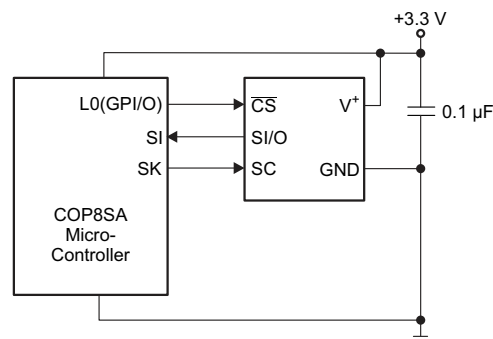 +3.3 V
L0(GPI/O)
CS
V+
0.1 µF
SI
SI/O
SK
SC
GND
COP8SA
Micro-
Controller